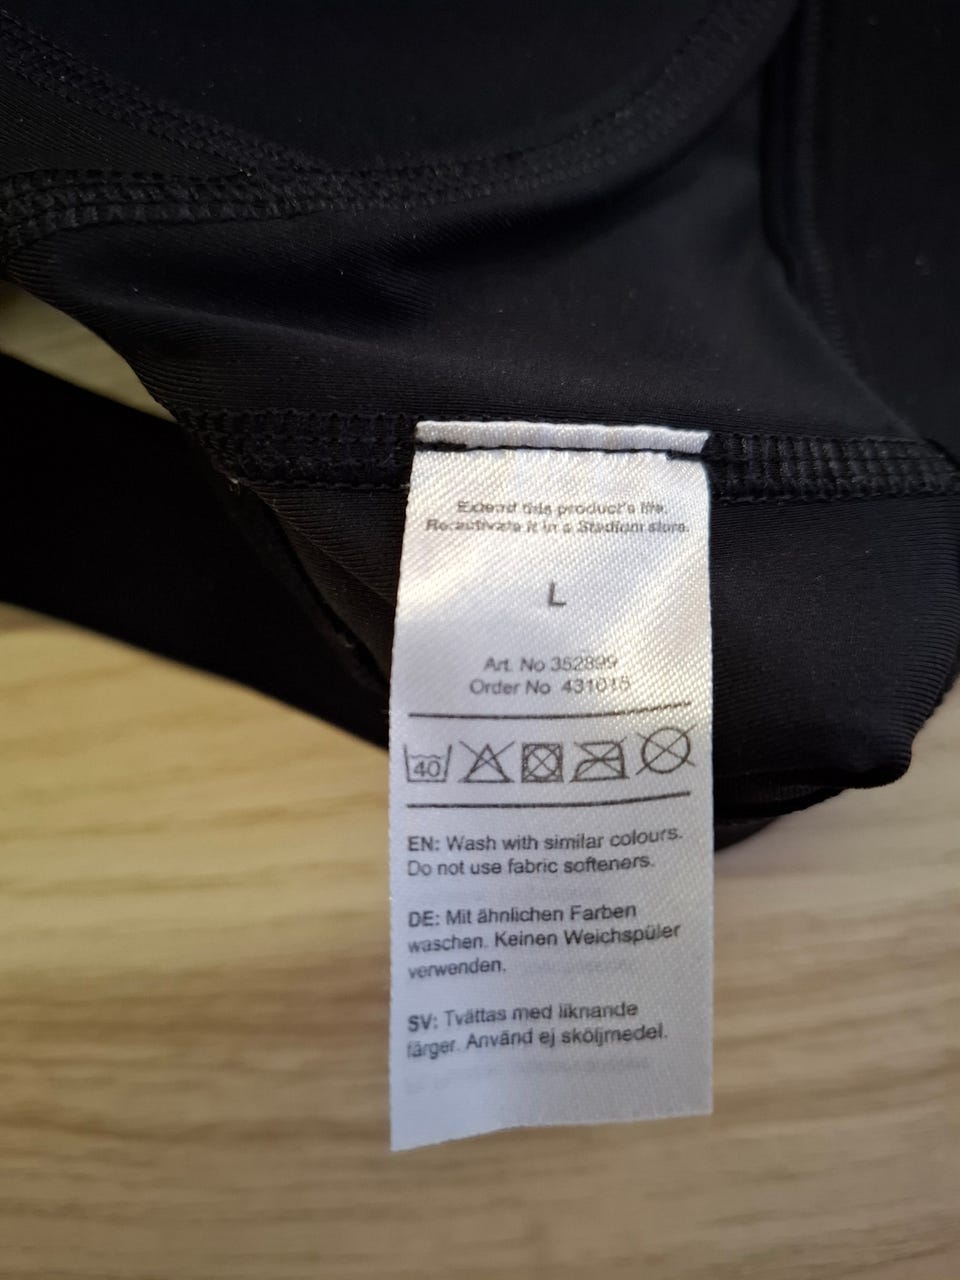 Extend this product's life.
Re:activate it in a Stadium store.
L
Art. No 352899
Order No 431015
40
EN: Wash with similar colours.
Do not use fabric softeners.
DE: Mit ähnlichen Farben
waschen. Keinen Weichspüler
verwenden.
SV: Tvättas med liknande
färger. Använd ej sköljmedel.